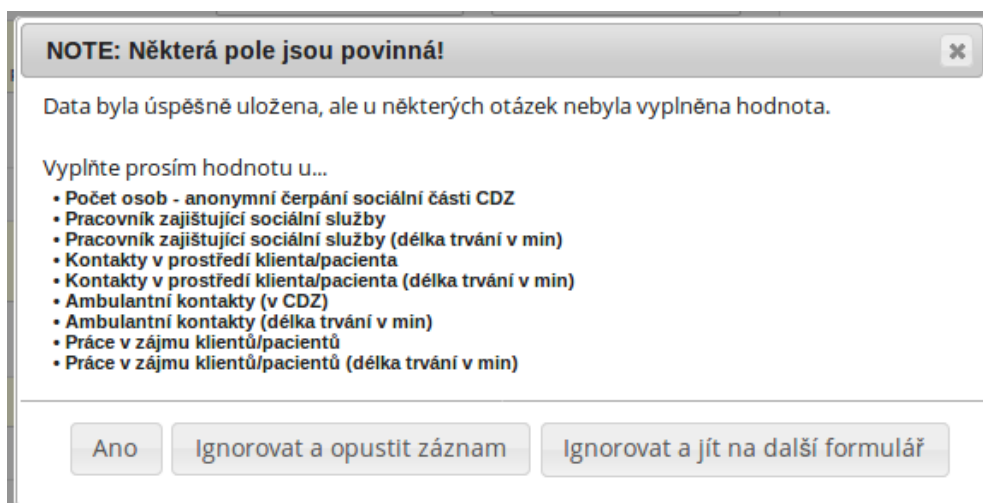 NOTE: Některá pole jsou povinná!
Data byla úspěšně uložena, ale u některých otázek nebyla vyplněna hodnota.
Vyplňte prosím hodnotu u...
• Počet osob - anonymní čerpání sociální části CDZ
• Pracovník zajištující sociální služby
• Pracovník zajištující sociální služby (délka trvání v min)
• Kontakty v prostředí klienta/pacienta
• Kontakty v prostředí klienta/pacienta (délka trvání v min)
• Ambulantní kontakty (v CDZ)
• Ambulantní kontakty (délka trvání v min)
• Práce v zájmu klientů/pacientů
• Práce v zájmu klientů/pacientů (délka trvání v min)
Ano Ignorovat a opustit záznam Ignorovat a jít na další formulář